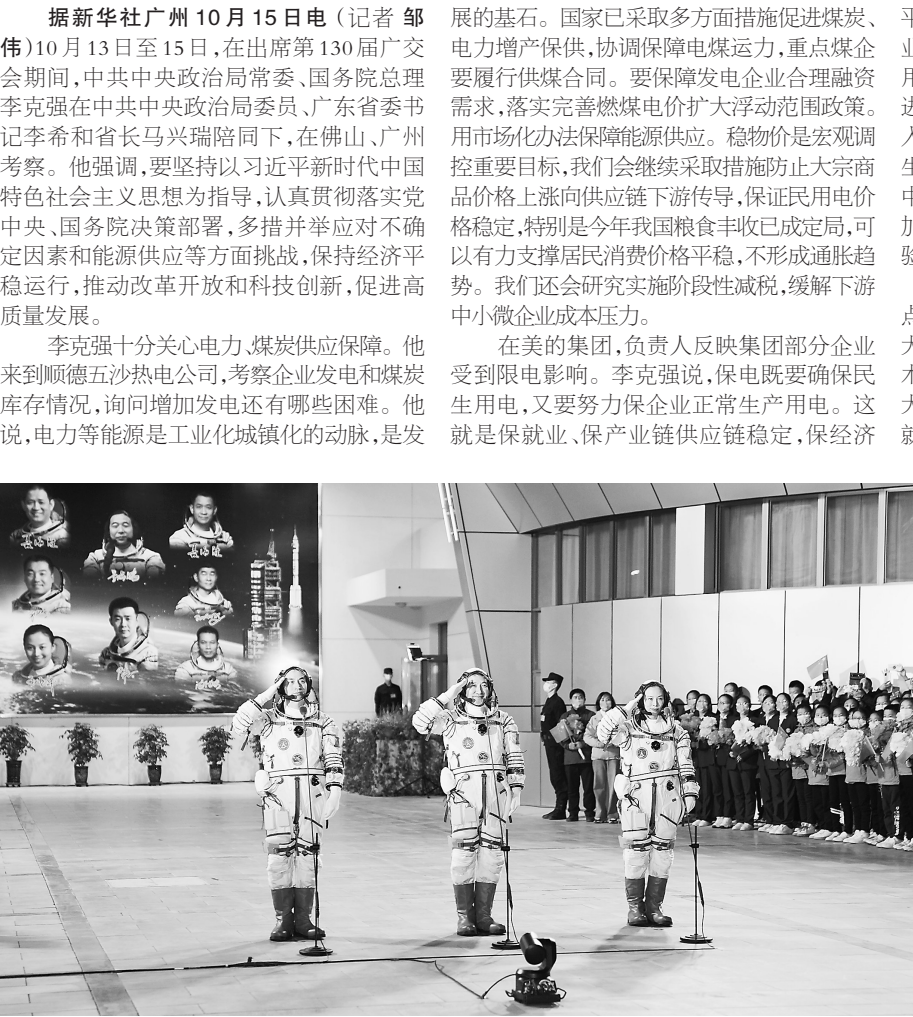 据新华社广州10月15日电（记者 邹
伟）10月13日至15日，在出席第130届广交
会期间，中共中央政治局常委、国务院总理
李克强在中共中央政治局委员、广东省委书
记李希和省长马兴瑞陪同下，在佛山、广州
考察。他强调，要坚持以习近平新时代中国
特色社会主义思想为指导，认真贯彻落实党
中央、国务院决策部署，多措并举应对不确
定因素和能源供应等方面挑战，保持经济平
稳运行，推动改革开放和科技创新，促进高
质量发展。
李克强十分关心电力、煤炭供应保障。他
来到顺德五沙热电公司，考察企业发电和煤炭
库存情况，询问增加发电还有哪些困难。他
说，电力等能源是工业化城镇化的动脉，是发
展的基石。国家已采取多方面措施促进煤炭、
电力增产保供，协调保障电煤运力，重点煤企
要履行供煤合同。要保障发电企业合理融资
需求，落实完善燃煤电价扩大浮动范围政策。
用市场化办法保障能源供应。稳物价是宏观调
控重要目标，我们会继续采取措施防止大宗商
品价格上涨向供应链下游传导，保证民用电价
格稳定，特别是今年我国粮食丰收已成定局，可
以有力支撑居民消费价格平稳，不形成通胀趋
势。我们还会研究实施阶段性减税，缓解下游
中小微企业成本压力。
在美的集团，负责人反映集团部分企业
受到限电影响。李克强说，保电既要确保民
生用电，又要努力保企业正常生产用电。这
就是保就业、保产业链供应链稳定，保经济